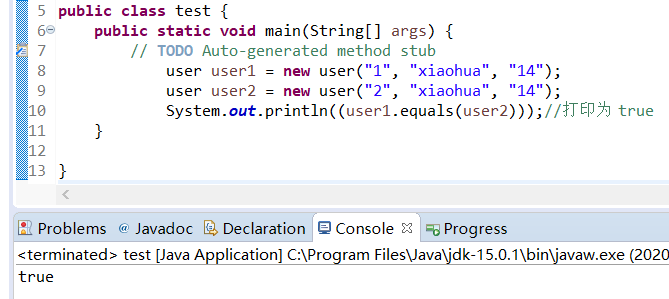 5 public class test {
6 public static void main(String[] args) {
7 // TODO Auto-generated method stub
8 user user1 = new user("1", "xiaohua", "14");
9 user user2 = new user("2", "xiaohua", "14");
10 System.out.println((user1.equals(user2)));//打印为 true
11 }
12
13 }
Problems @ Javadoc Declaration Console Progress
<terminated> test [Java Application] C:\Program Files\Java\jdk-15.0.1\bin\javaw.exe (2020
true